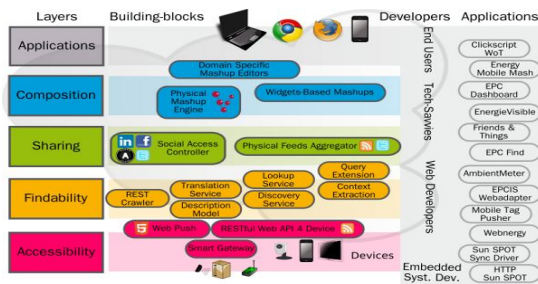 Layers
Building-blocks
Developers
Applications
Applications
Composition
Sharing
Findability
Accessibility
Domain Specific
Mashup Editors
Physical
Mashup
Engine
Widgets-Based Mashups
in
f
A
Social Access
Controller
Physical Feeds Aggregator
REST
Crawler
Translation
Service
Description
Model
Lookup
Service
Discovery
Service
Query
Extension
Context
Extraction
5
Web Push
RESTful Web API 4 Device
Smart Gateway
Devices
End Users
Tech-Savvies
Web Developers
Embedded
Syst. Dev.
Clickscript
WoT
Energy
Mobile Mash
EPC
Dashboard
EnergieVisible
Friends &
Things
EPC Find
AmbientMeter
EPCIS
Webadapter
Mobile Tag
Pusher
Webnergy
Sun SPOT
Sync Driver
HTTP
Sun SPOT